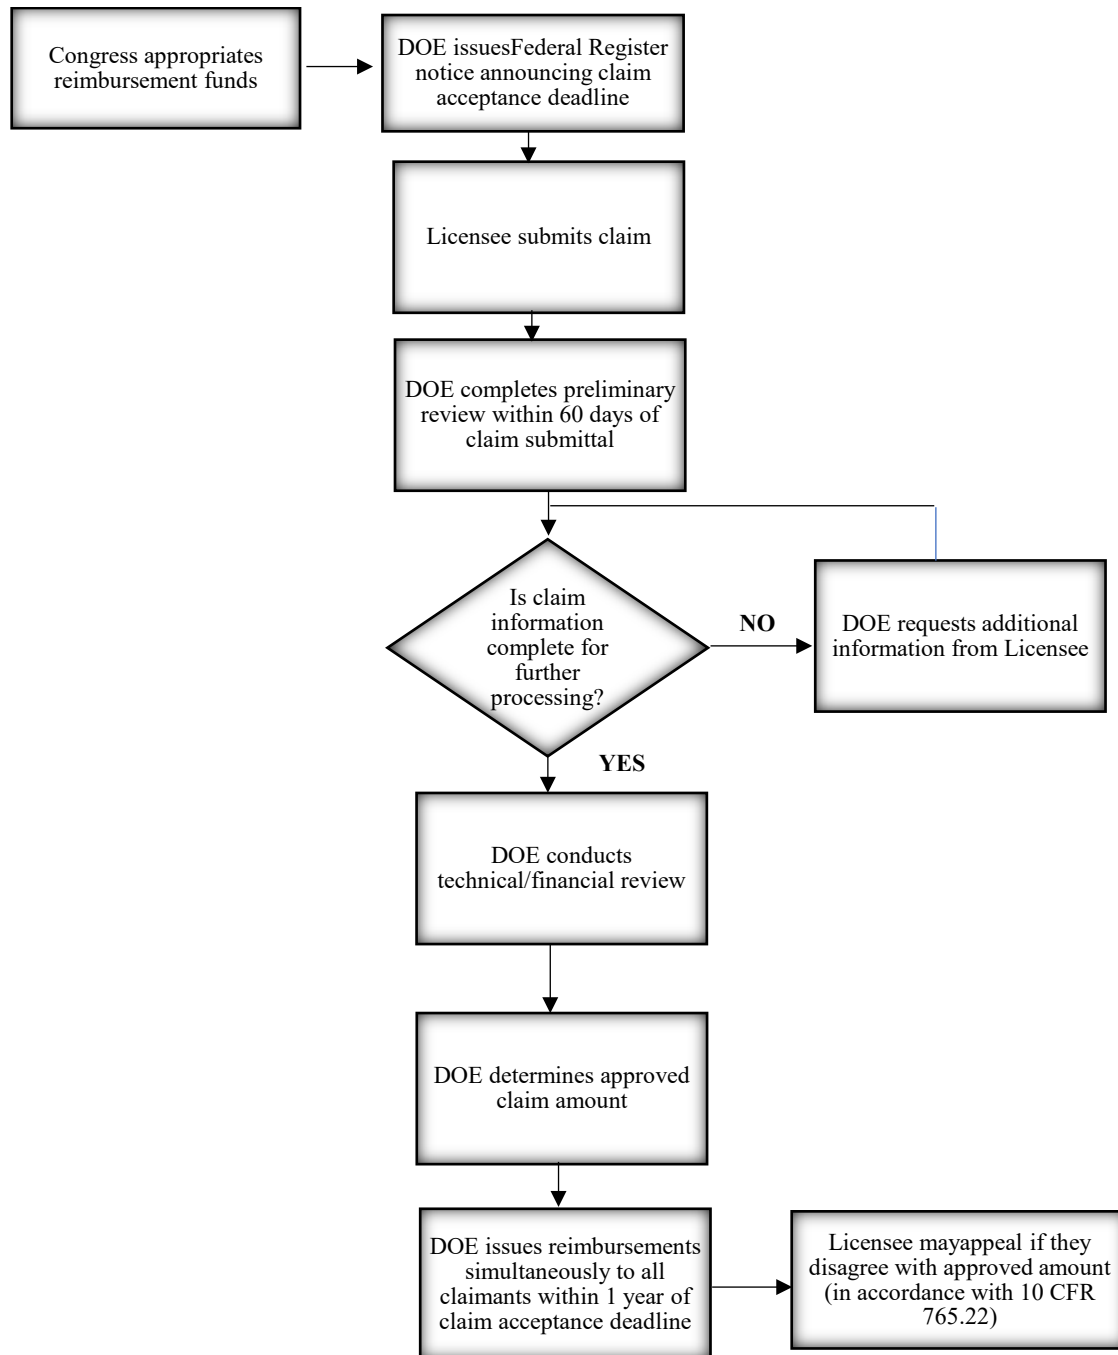 Congress appropriates
reimbursement funds
DOE issuesFederal Register
notice announcing claim
acceptance deadline
Licensee submits claim
DOE completes preliminary
review within 60 days of
claim submittal
Is claim
information
complete for
further
processing?
NO
DOE requests additional
information from Licensee
YES
DOE conducts
technical/financial review
DOE determines approved
claim amount
DOE issues reimbursements
simultaneously to all
claimants within 1 year of
claim acceptance deadline
Licensee mayappeal if they
disagree with approved amount
(in accordance with 10 CFR
765.22)